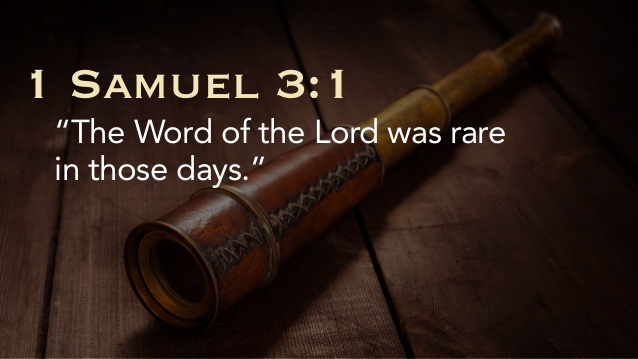 1 SAMUEL 3:1
“The Word of the Lord was rare
in those days.”